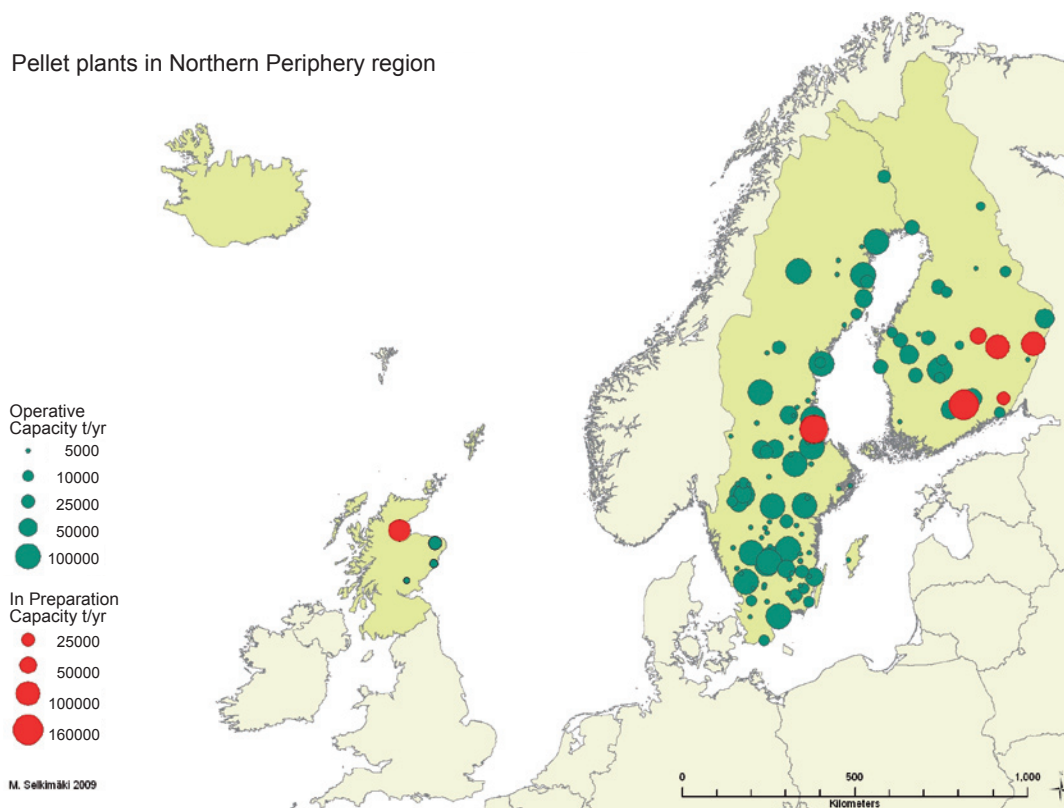 Pellet plants in Northern Periphery region
Operative
Capacity t/yr
5000
10000
25000
50000
100000
In Preparation
Capacity t/yr
25000
50000
100000
160000
M. Selkimäki 2009
0 500 1,000
Kilometers